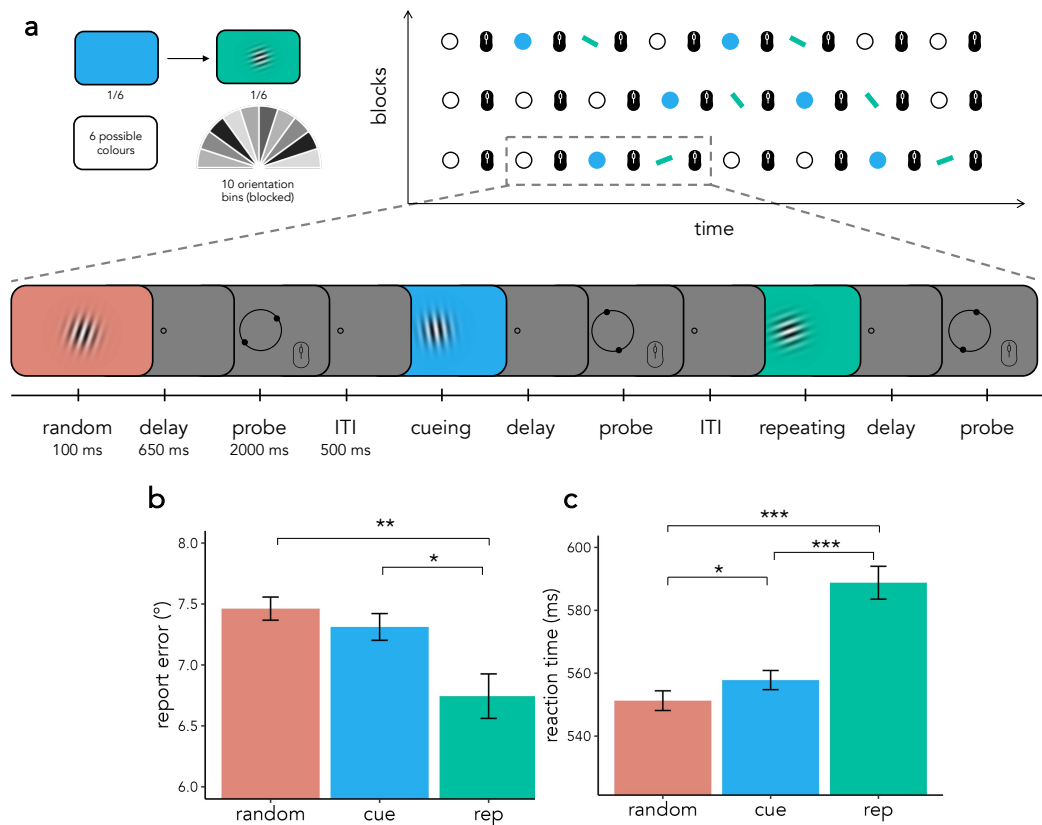 a
1/6
1/6
6 possible
colours
10 orientation
bins (blocked)
blocks
time
random
100 ms
delay
650 ms
probe
2000 ms
ITI
500 ms
cueing
delay
probe
ITI
repeating
delay
probe
b
**
*
8.0
7.5
7.0
6.5
6.0
report error (°)
random
cue
rep
c
***
***
*
600
580
560
540
reaction time (ms)
random
cue
rep